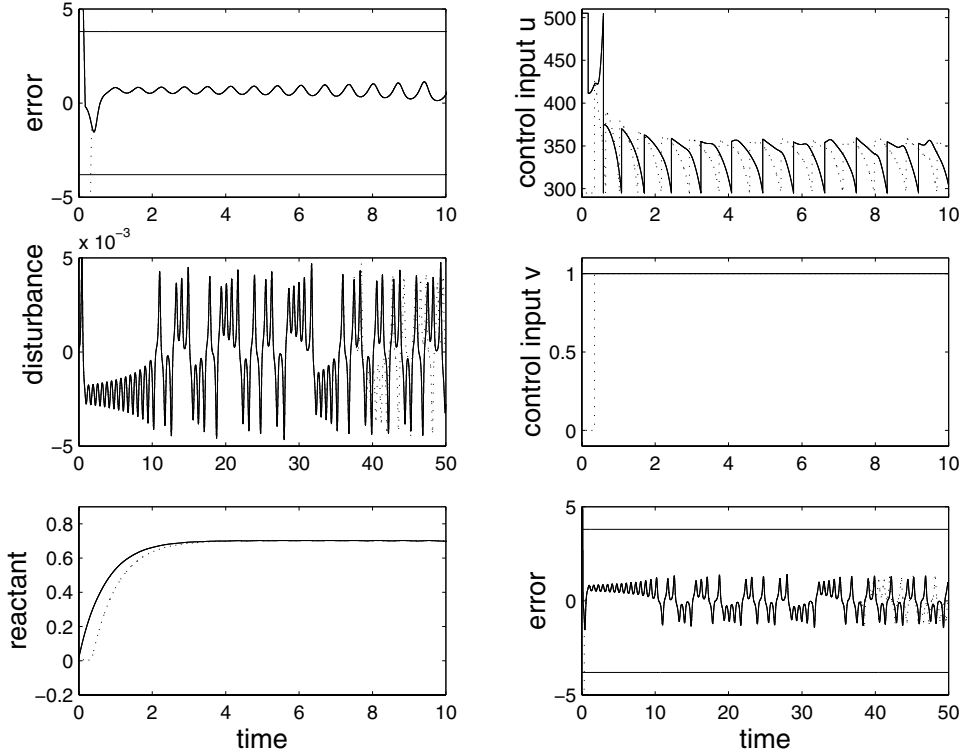 error
5
0
−5
0 2 4 6 8 10
control input u
500
450
400
350
300
0 2 4 6 8 10
x 10−3
disturbance
5
0
−5
0 10 20 30 40 50
control input v
1
0.5
0
0 2 4 6 8 10
reactant
0.8
0.6
0.4
0.2
0
−0.2
0 2 4 6 8 10
time
error
5
0
−5
0 10 20 30 40 50
time